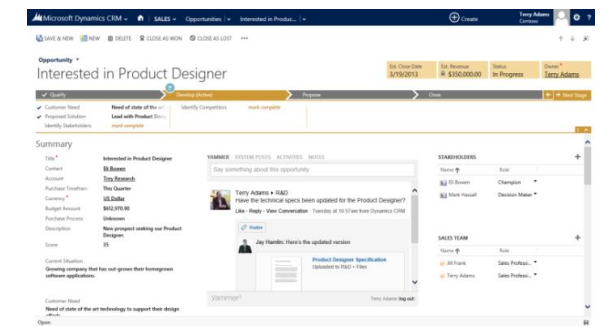 Microsoft Dynamics CRM
SALES
Opportunities
Interested in Produc...
Create
Terry Adams
Contoso
SAVE & NEW
NEW
DELETE
CLOSE AS WON
CLOSE AS LOST
Opportunity
Interested in Product Designer
Est. Close Date
3/19/2013
Est. Revenue
$350,000.00
Status
In Progress
Owner*
Terry Adams
Qualify
Develop (Active)
Propose
Close
Next Stage
Customer Need
Need of state of the art
Identify Competitors
mark complete
Proposed Solution
Lead with Product
Identify Stakeholders
mark complete
Summary
Title* Interested in Product Designer
Contact Eli Bowen
Account Trey Research
Purchase Timeframe This Quarter
Currency* US Dollar
Budget Amount
Purchase Process Unknown
Description New prospect seeking our Product Designer.
Score 35
Current Situation
Growing company that has out-grown their homegrown
software applications.
Customer Need
Need of state of the art technology to support their design
YAMMER SYSTEM POSTS ACTIVITIES NOTES
Say something about this opportunity
Terry Adams ▸ R&D
Have the technical specs been updated for the Product Designer?
Like - Reply - View Conversation Tuesday at 10:57am from Dynamics CRM
Jay Hamlin: Here's the updated version
Product Designer Specification
Uploaded to R&D > Files
yammer
Terry Adams log out
STAKEHOLDERS
Name Role
Eli Bowen Champion
Mark Hassall Decision Maker
SALES TEAM
Name Role
Jill Frank Sales Professi...
Terry Adams Sales Professi...
Open